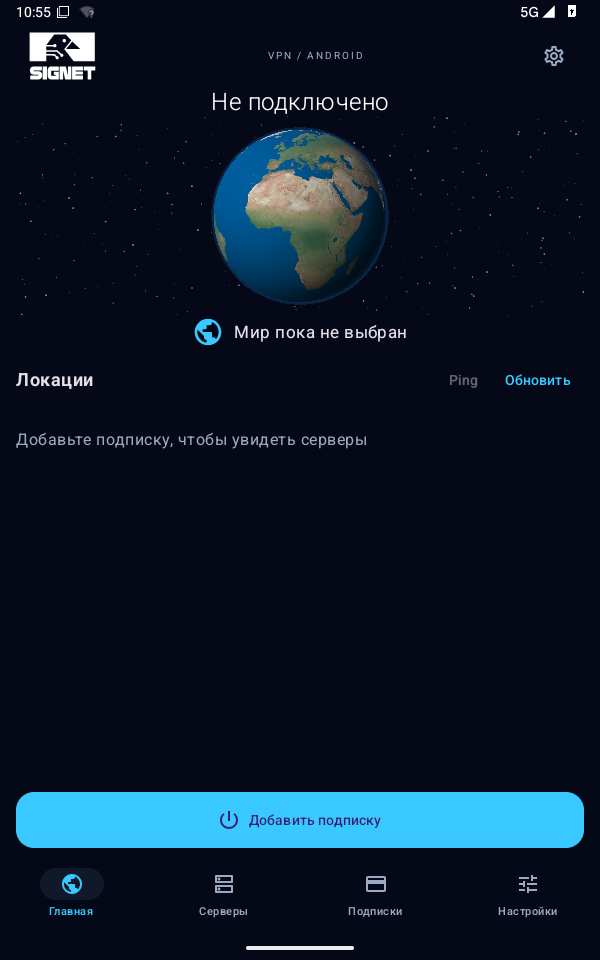 10:55
5G
SIGNET
VPN / ANDROID
Не подключено
Мир пока не выбран
Локации
Ping
Обновить
Добавьте подписку, чтобы увидеть серверы
Добавить подписку
Главная
Серверы
Подписки
Настройки